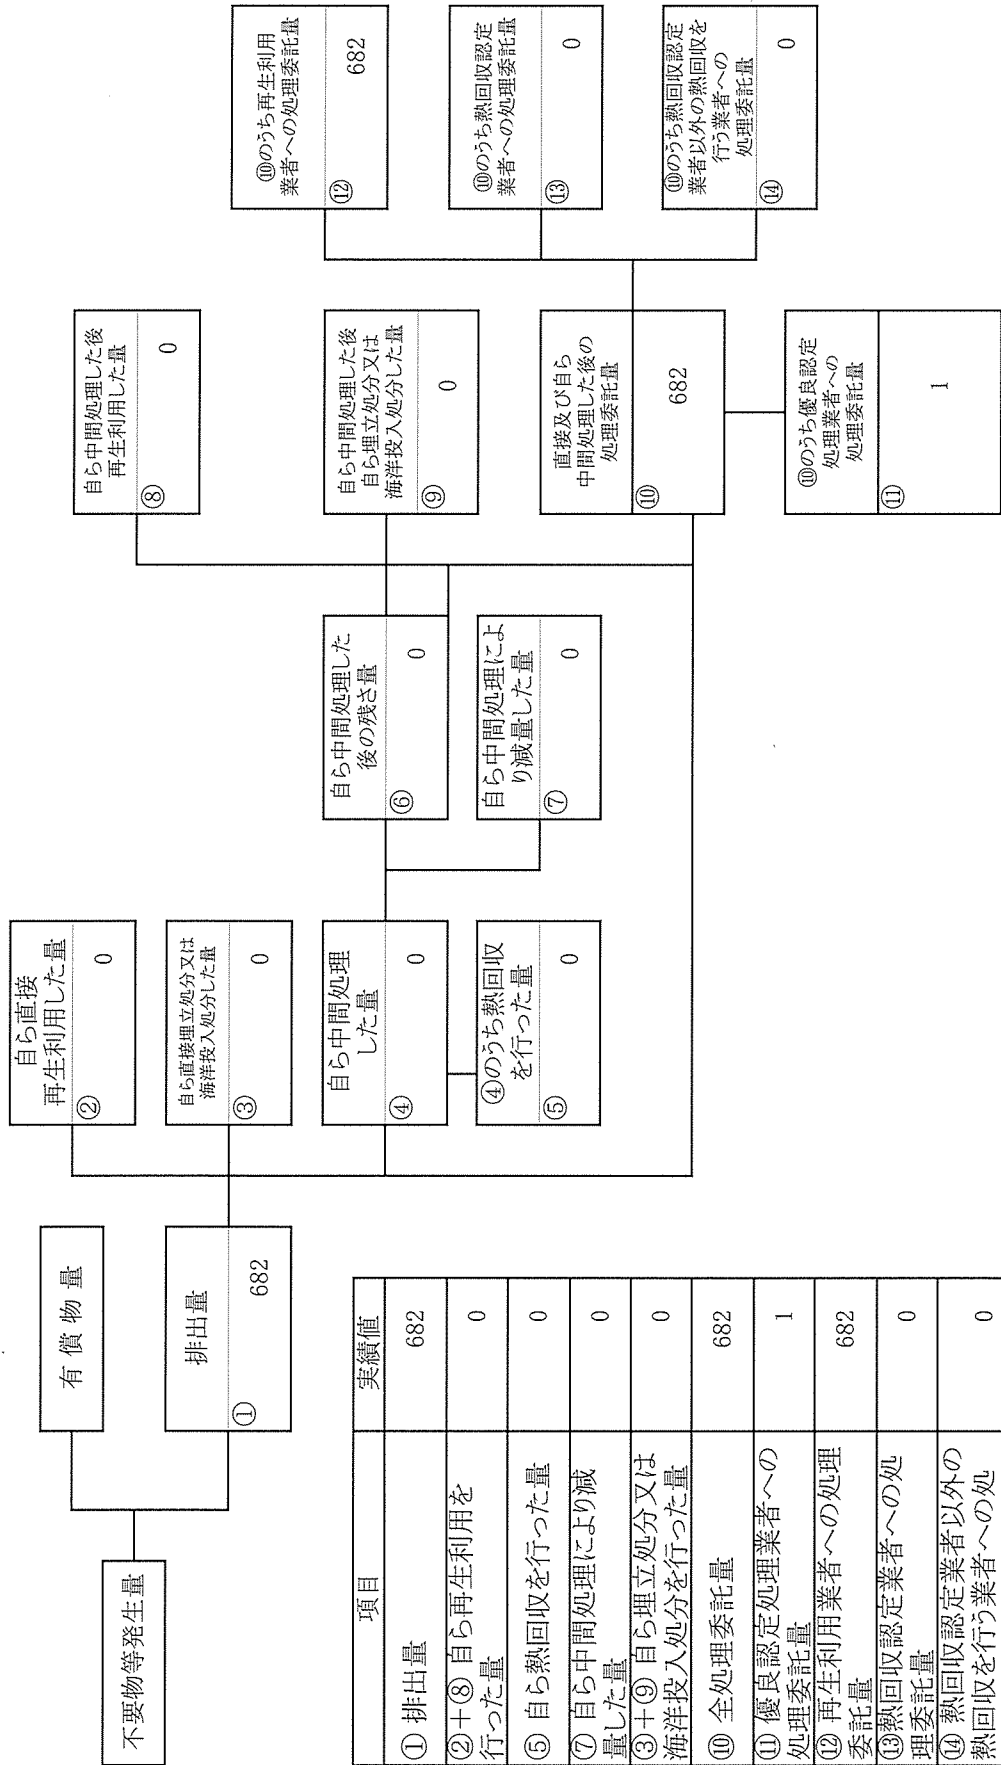 不要物等発生量
有償物量
排出量
① 682
自ら直接
再生利用した量
② 0
自ら直接埋立処分又は
海洋投入処分した量
③ 0
自ら中間処理
した量
④ 0
④のうち熱回収
を行った量
⑤ 0
自ら中間処理した
後の残さ量
⑥ 0
自ら中間処理によ
り減量した量
⑦ 0
自ら中間処理した後
再生利用した量
⑧ 0
自ら中間処理した後
自ら埋立処分又は
海洋投入処分した量
⑨ 0
直接及び自ら
中間処理した後の
処理委託量
⑩ 682
⑩のうち優良認定
処理業者への
処理委託量
⑪ 1
⑩のうち再生利用
業者への処理委託量
⑫ 682
⑩のうち熱回収認定
業者への処理委託量
⑬ 0
⑩のうち熱回収認定
業者以外の熱回収を
行う業者への
処理委託量
⑭ 0
項目 実績値
① 排出量 682
②+⑧ 自ら再生利用を
行った量 0
⑤ 自ら熱回収を行った量 0
⑦ 自ら中間処理により減
量した量 0
③+⑨ 自ら埋立処分又は
海洋投入処分を行った量 0
⑩ 全処理委託量 682
⑪ 優良認定処理業者への
処理委託量 1
⑫ 再生利用業者への処理
委託量 682
⑬熱回収認定業者への処
理委託量 0
⑭ 熱回収認定業者以外の
熱回収を行う業者への処 0